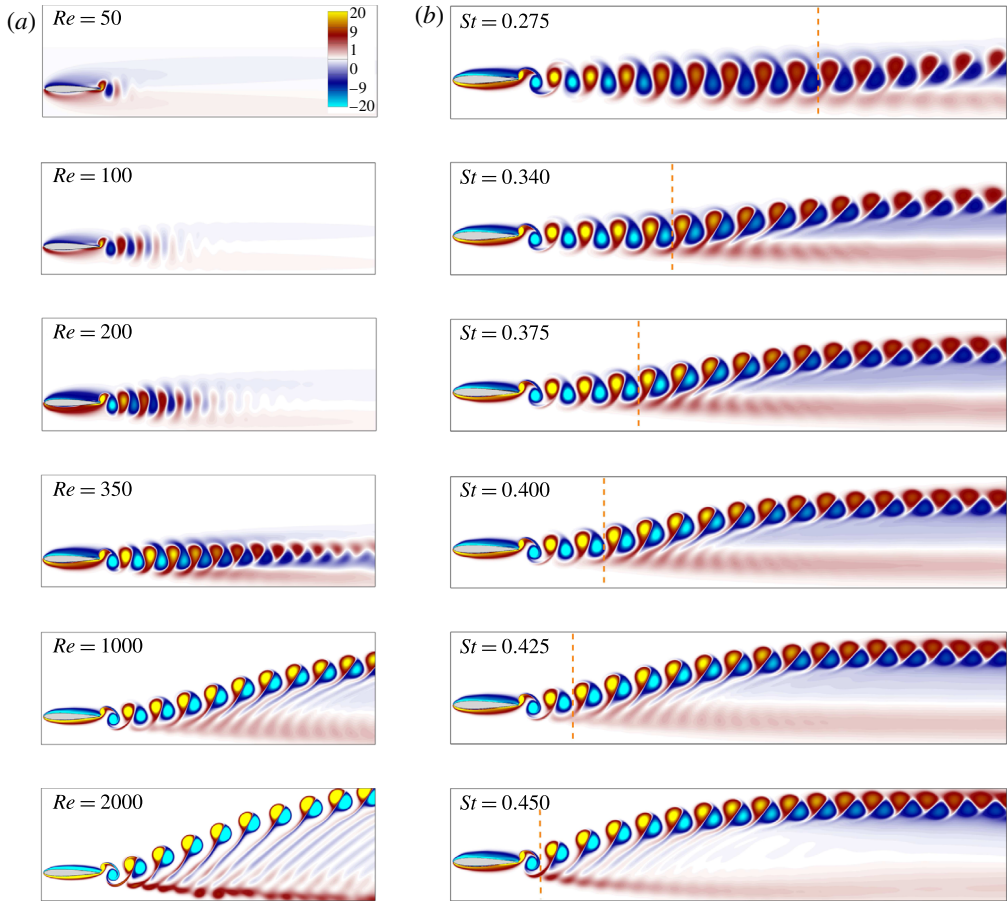 (a)
Re = 50
20
9
1
0
−9
−20
Re = 100
Re = 200
Re = 350
Re = 1000
Re = 2000
(b)
St = 0.275
St = 0.340
St = 0.375
St = 0.400
St = 0.425
St = 0.450